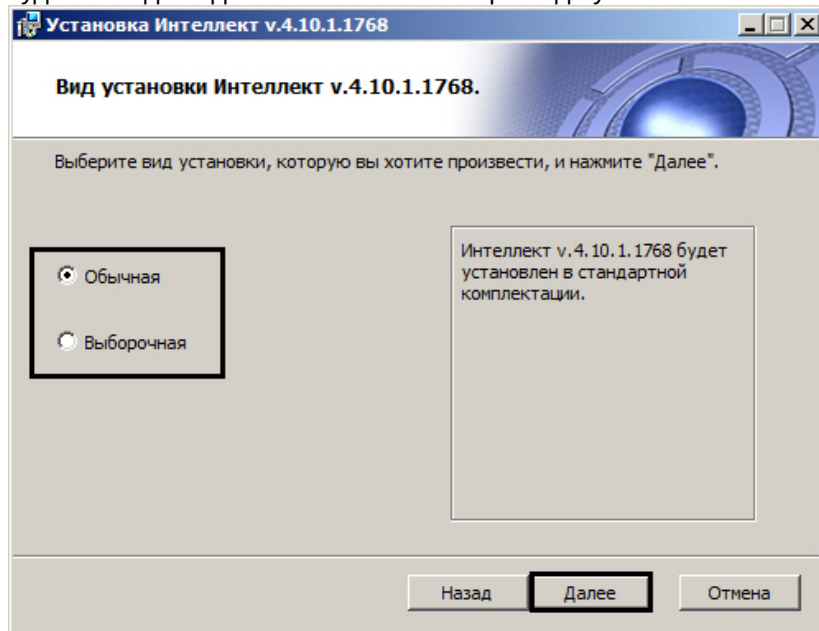 Установка Интеллект v.4.10.1.1768
Вид установки Интеллект v.4.10.1.1768.
Выберите вид установки, которую вы хотите произвести, и нажмите "Далее".
Обычная
Выборочная
Интеллект v.4.10.1.1768 будет
установлен в стандартной
комплектации.
Назад
Далее
Отмена